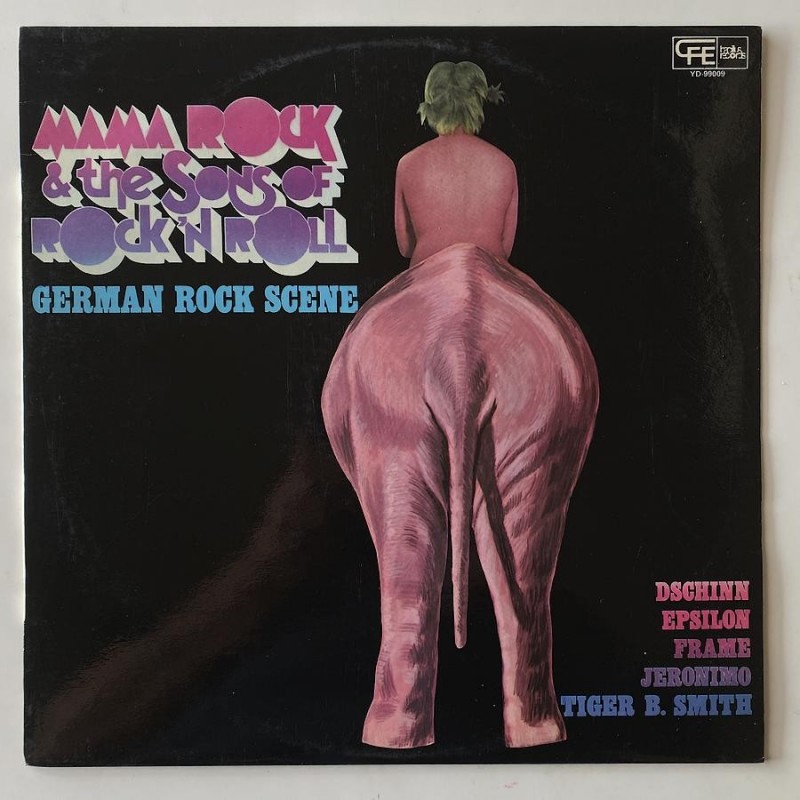 MAMA ROCK
& the SONS OF
ROCK 'N ROLL
GERMAN ROCK SCENE
CFE
records
YD-99009
DSCHINN
EPSILON
FRAME
JERONIMO
TIGER B. SMITH